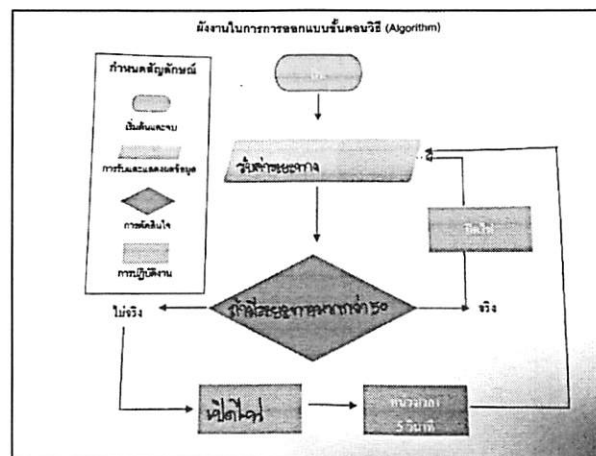 ผังงานในการการออกแบบขั้นตอนวิธี (Algorithm)
กำหนดสัญลักษณ์
เริ่มต้นและจบ
การรับและแสดงผลข้อมูล
การตัดสินใจ
การปฏิบัติงาน
รับค่าระยะทาง
ปิดไฟ
ถ้ามีระยะทางมากกว่า 50
ไม่จริง
จริง
เปิดไฟ
หน่วงเวลา
5 วินาที